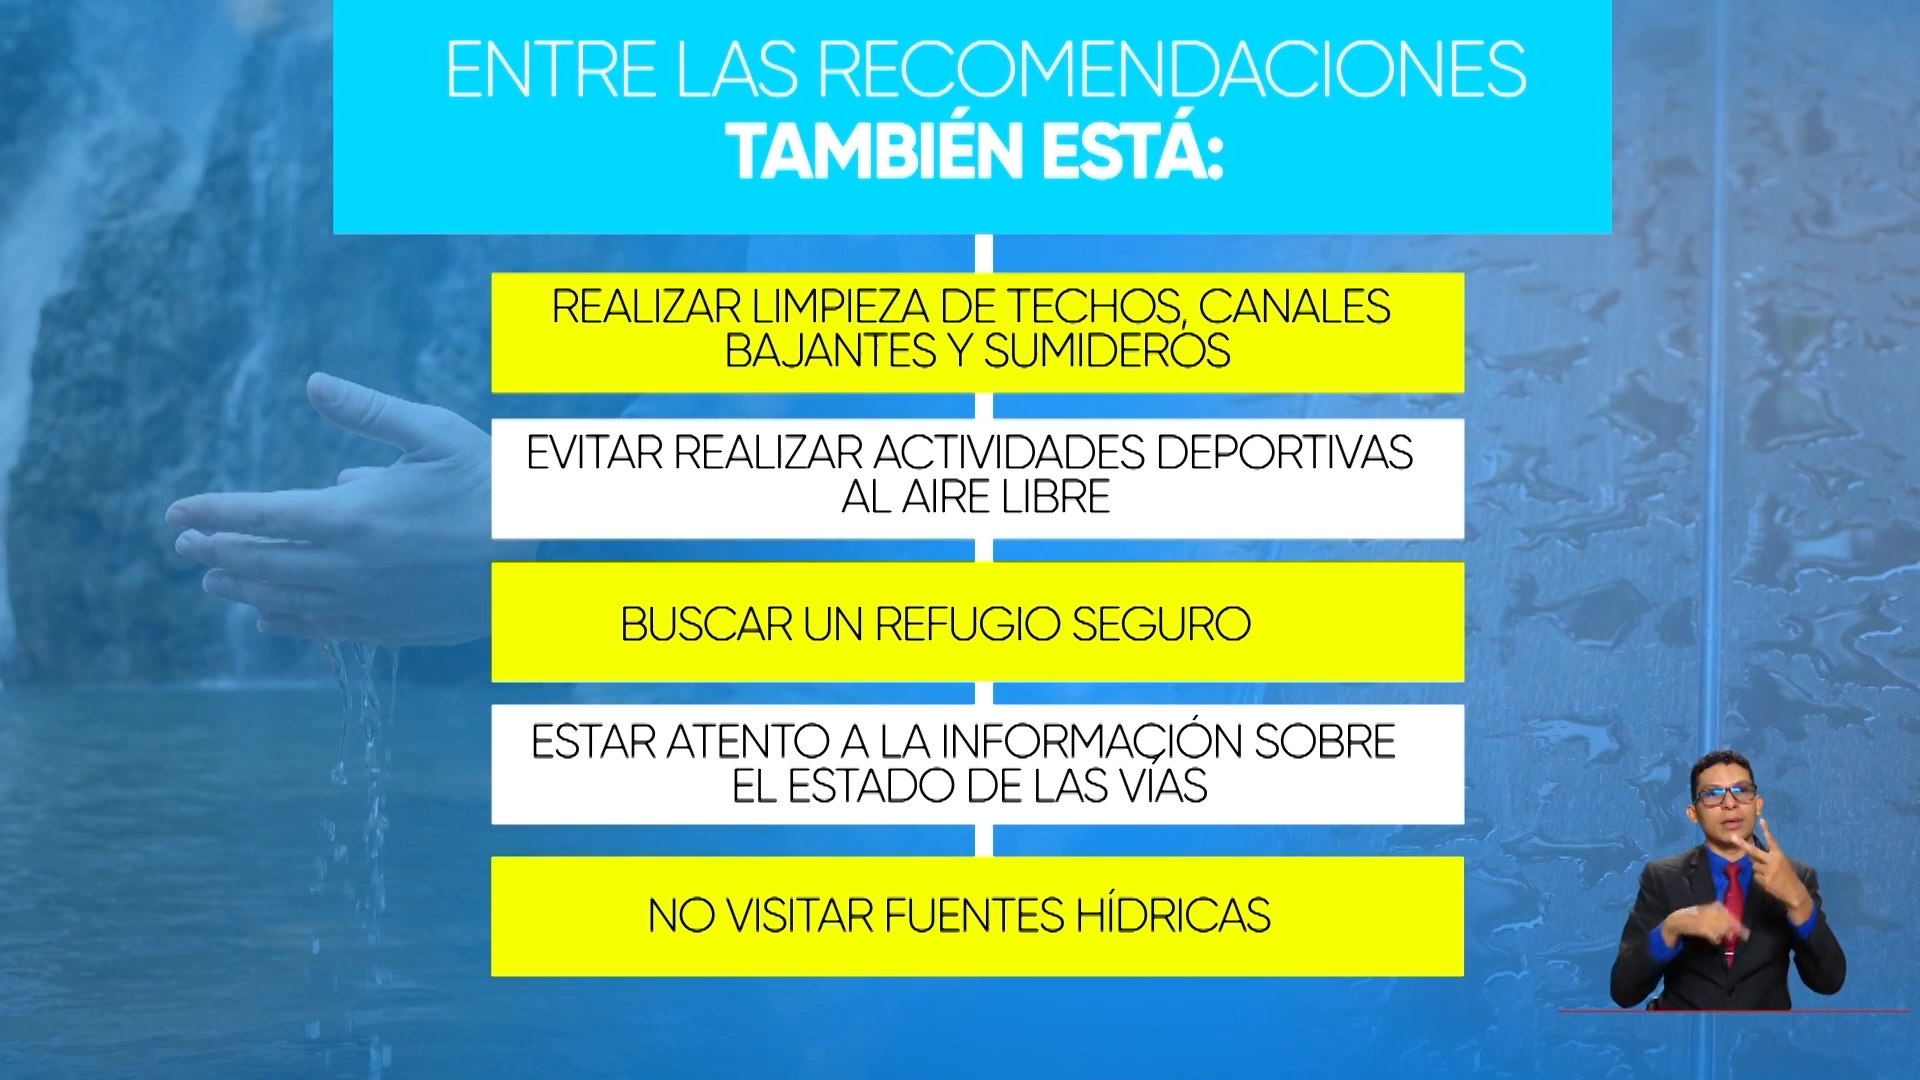 ENTRE LAS RECOMENDACIONES
TAMBIÉN ESTÁ:
REALIZAR LIMPIEZA DE TECHOS, CANALES
BAJANTES Y SUMIDEROS
EVITAR REALIZAR ACTIVIDADES DEPORTIVAS
AL AIRE LIBRE
BUSCAR UN REFUGIO SEGURO
ESTAR ATENTO A LA INFORMACIÓN SOBRE
EL ESTADO DE LAS VÍAS
NO VISITAR FUENTES HÍDRICAS